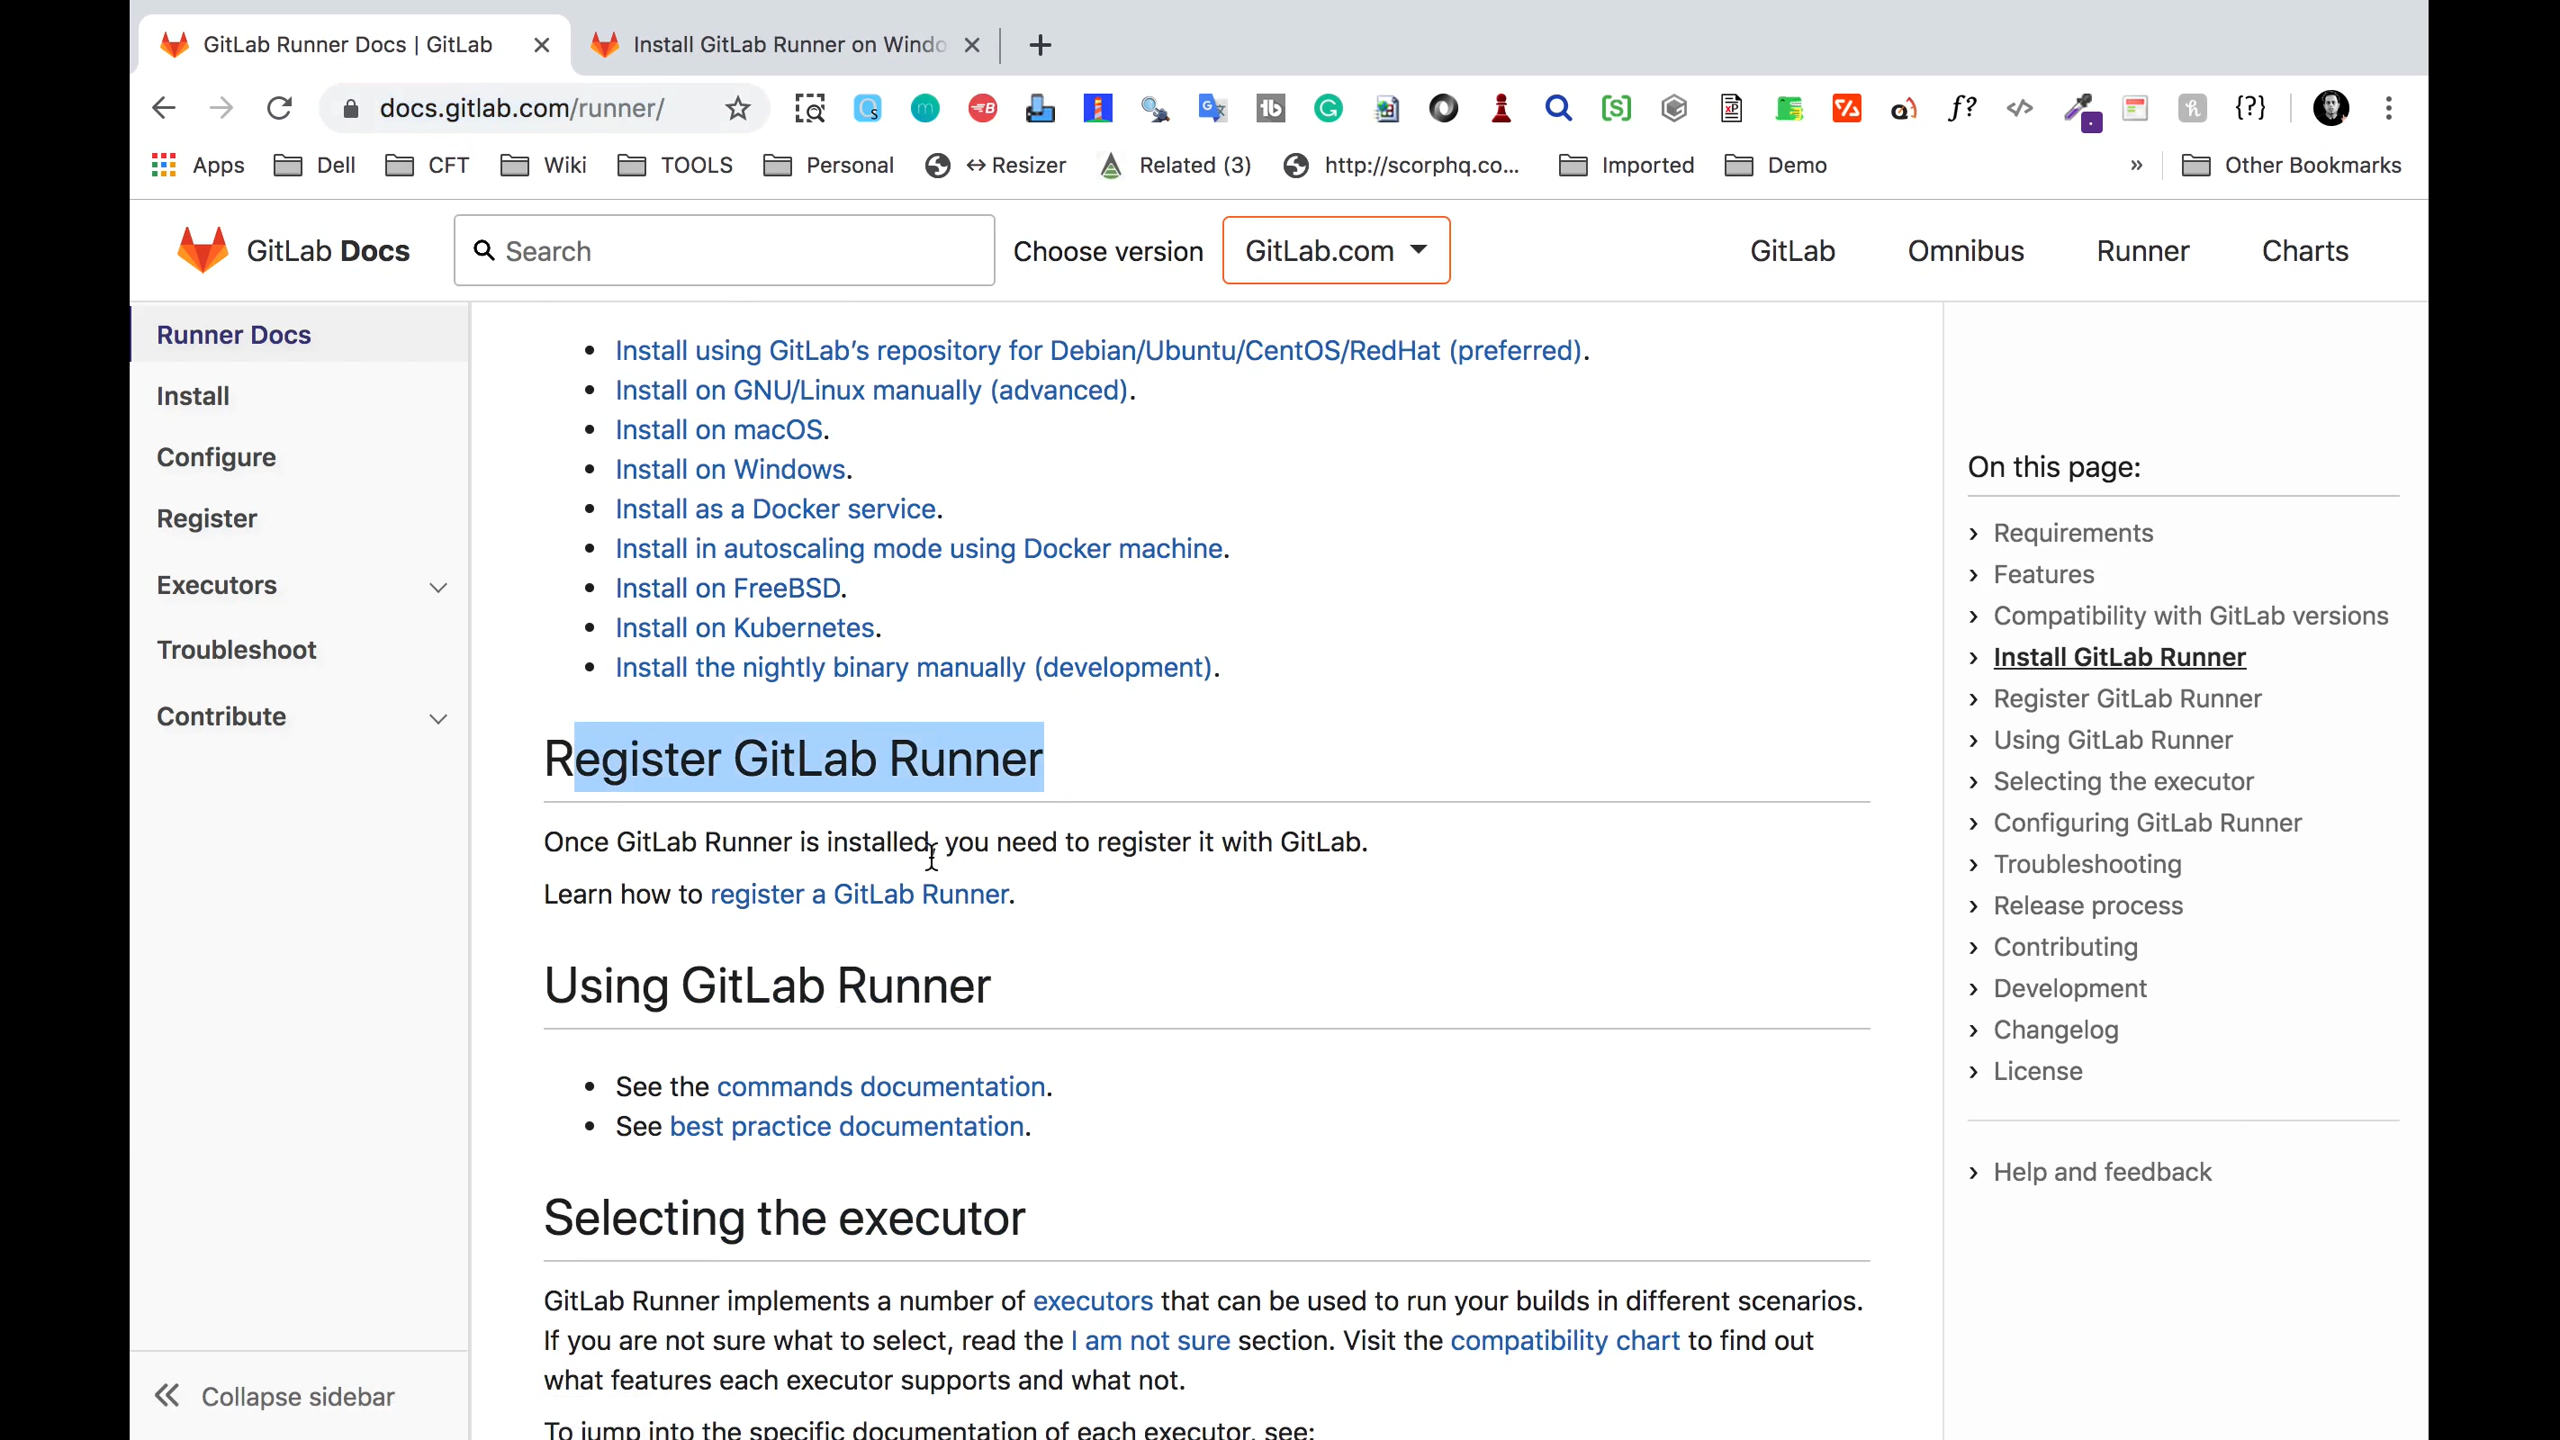 GitLab Runner Docs | GitLab
Install GitLab Runner on Windo
docs.gitlab.com/runner/
Apps
Dell
CFT
Wiki
TOOLS
Personal
↔ Resizer
Related (3)
http://scorphq.co...
Imported
Demo
»
Other Bookmarks
GitLab Docs
Search
Choose version
GitLab.com
GitLab
Omnibus
Runner
Charts
Runner Docs
Install
Configure
Register
Executors
Troubleshoot
Contribute
Collapse sidebar
• Install using GitLab’s repository for Debian/Ubuntu/CentOS/RedHat (preferred).
• Install on GNU/Linux manually (advanced).
• Install on macOS.
• Install on Windows.
• Install as a Docker service.
• Install in autoscaling mode using Docker machine.
• Install on FreeBSD.
• Install on Kubernetes.
• Install the nightly binary manually (development).
Register GitLab Runner
Once GitLab Runner is installed, you need to register it with GitLab.
Learn how to register a GitLab Runner.
Using GitLab Runner
• See the commands documentation.
• See best practice documentation.
Selecting the executor
GitLab Runner implements a number of executors that can be used to run your builds in different scenarios.
If you are not sure what to select, read the I am not sure section. Visit the compatibility chart to find out
what features each executor supports and what not.
To jump into the specific documentation of each executor, see:
On this page:
› Requirements
› Features
› Compatibility with GitLab versions
› Install GitLab Runner
› Register GitLab Runner
› Using GitLab Runner
› Selecting the executor
› Configuring GitLab Runner
› Troubleshooting
› Release process
› Contributing
› Development
› Changelog
› License
› Help and feedback